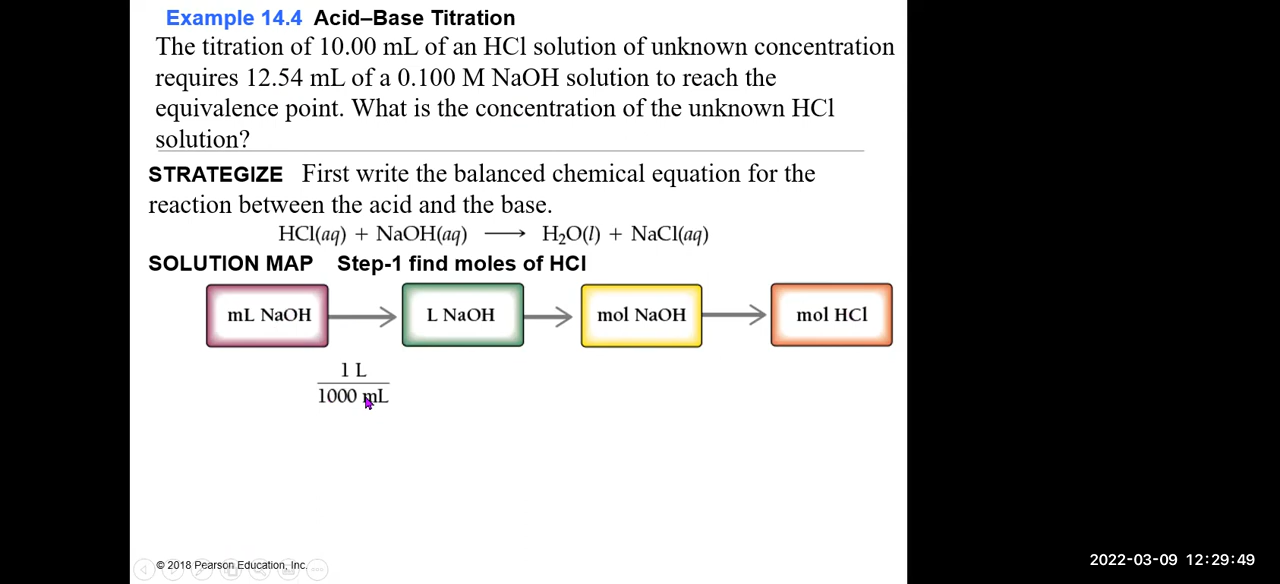 Example 14.4 Acid–Base Titration
The titration of 10.00 mL of an HCl solution of unknown concentration
requires 12.54 mL of a 0.100 M NaOH solution to reach the
equivalence point. What is the concentration of the unknown HCl
solution?
STRATEGIZE First write the balanced chemical equation for the
reaction between the acid and the base.
HCl(aq) + NaOH(aq) ⟶ H₂O(l) + NaCl(aq)
SOLUTION MAP Step-1 find moles of HCl
mL NaOH L NaOH mol NaOH mol HCl
1 L
1000 mL
© 2018 Pearson Education, Inc.
2022-03-09 12:29:49